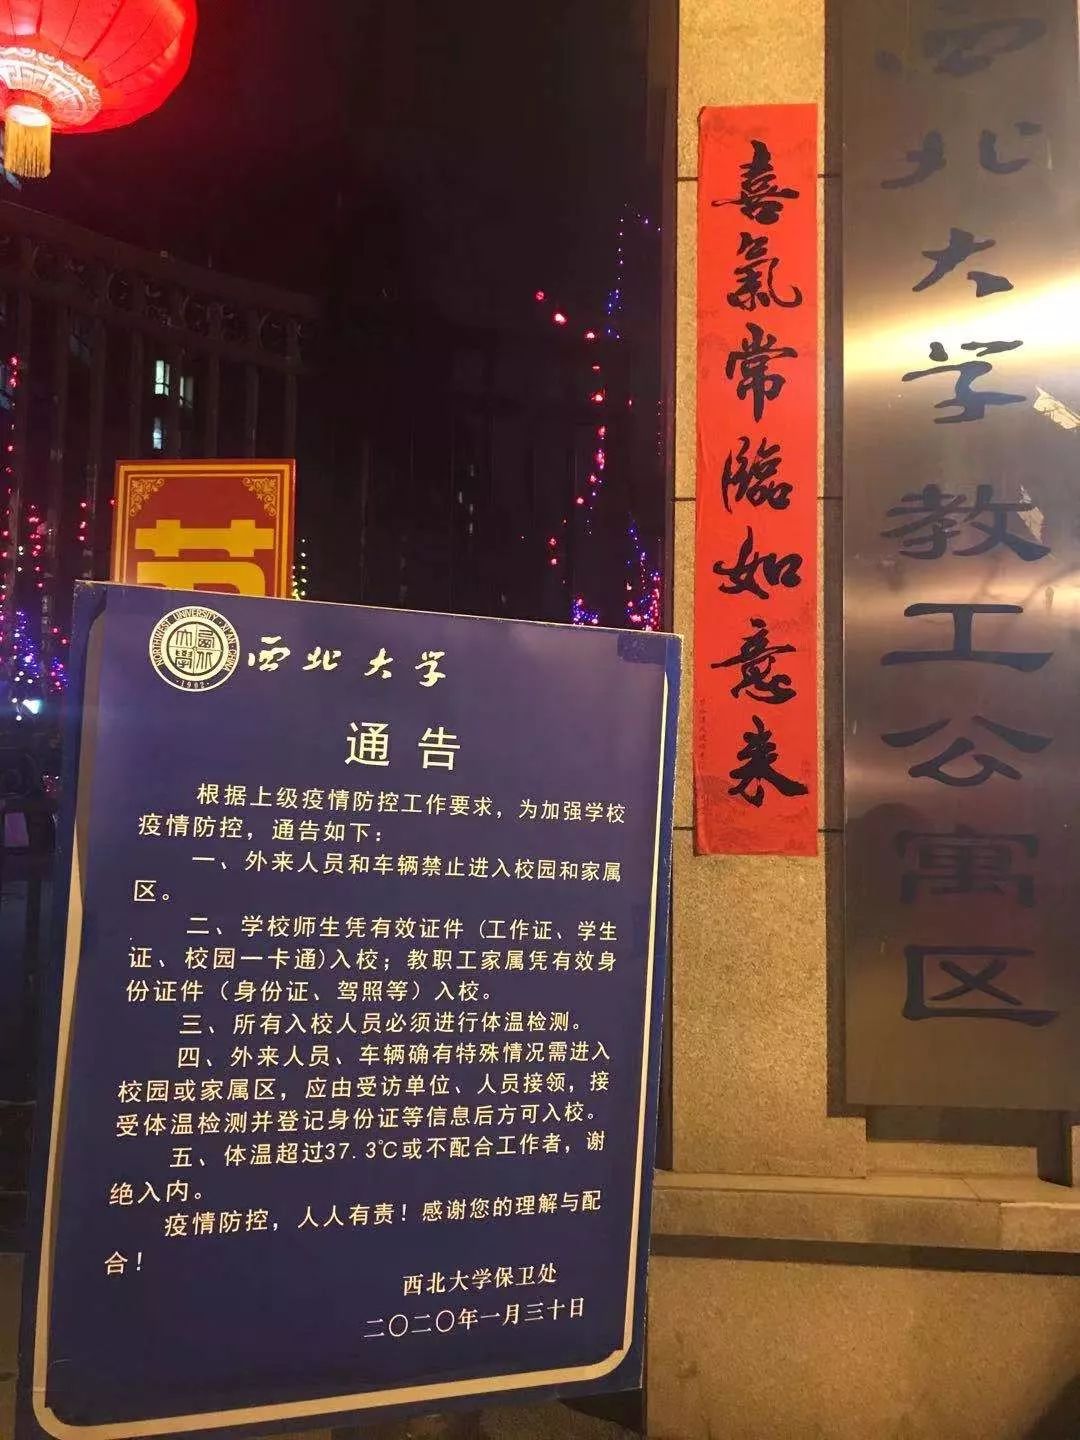 喜氣常臨如意来
西北大学教工公寓区
NORTHWEST UNIVERSITY XI'AN CHINA
1902
西北大学
通告
根据上级疫情防控工作要求，为加强学校
疫情防控，通告如下：
一、外来人员和车辆禁止进入校园和家属
区。
二、学校师生凭有效证件（工作证、学生
证、校园一卡通)入校；教职工家属凭有效身
份证件（身份证、驾照等）入校。
三、所有入校人员必须进行体温检测。
四、外来人员、车辆确有特殊情况需进入
校园或家属区，应由受访单位、人员接领，接
受体温检测并登记身份证等信息后方可入校。
五、体温超过37.3℃或不配合工作者，谢
绝入内。
疫情防控，人人有责！感谢您的理解与配
合！
西北大学保卫处
二〇二〇年一月三十日